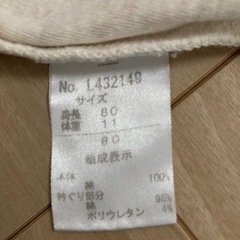 No. L432149
サイズ
身長 80
体重 11
80
組成表示
本体
綿 100%
衿ぐり部分
綿 96%
ポリウレタン 4%